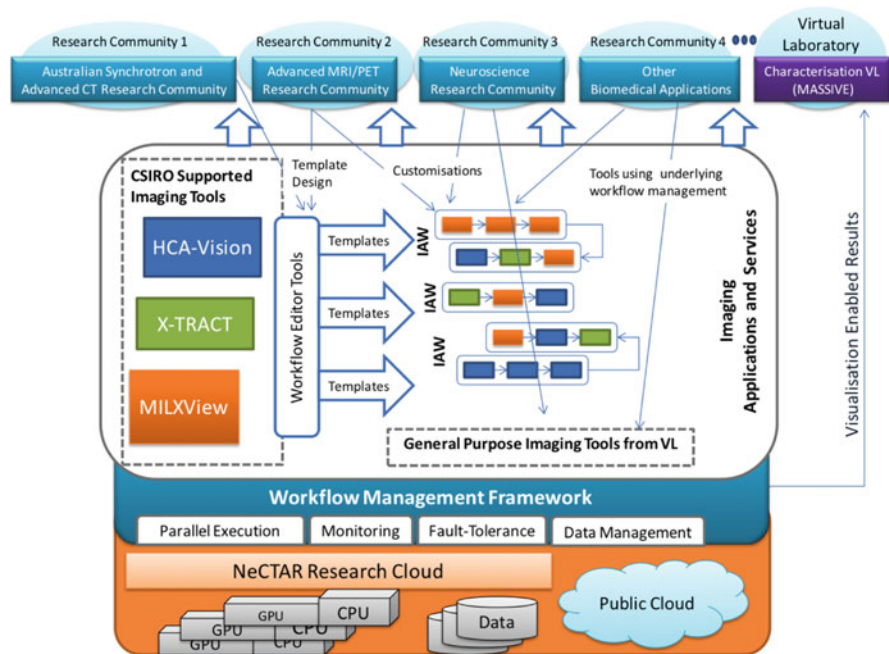 Research Community 1
Research Community 2
Research Community 3
Research Community 4
Virtual
Laboratory
Australian Synchrotron and
Advanced CT Research Community
Advanced MRI/PET
Research Community
Neuroscience
Research Community
Other
Biomedical Applications
Characterisation VL
(MASSIVE)
CSIRO Supported
Imaging Tools
HCA-Vision
X-TRACT
MILXView
Template
Design
Customisations
Tools using underlying
workflow management
Workflow Editor Tools
Templates
Templates
Templates
IAW
IAW
IAW
General Purpose Imaging Tools from VL
Imaging
Applications and Services
Visualisation Enabled Results
Workflow Management Framework
Parallel Execution
Monitoring
Fault-Tolerance
Data Management
NeCTAR Research Cloud
GPU
CPU
GPU
CPU
GPU
CPU
Data
Public Cloud